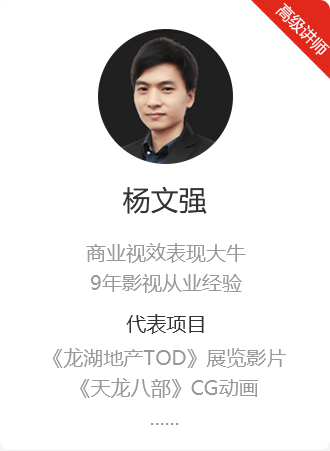 高级讲师
杨文强
商业视效表现大牛
9年影视从业经验
代表项目
《龙湖地产TOD》展览影片
《天龙八部》CG动画
......